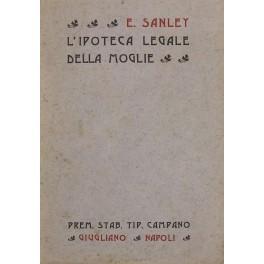 E. SANLEY
L'IPOTECA LEGALE
DELLA MOGLIE
PREM. STAB. TIP. CAMPANO
GIUGLIANO NAPOLI